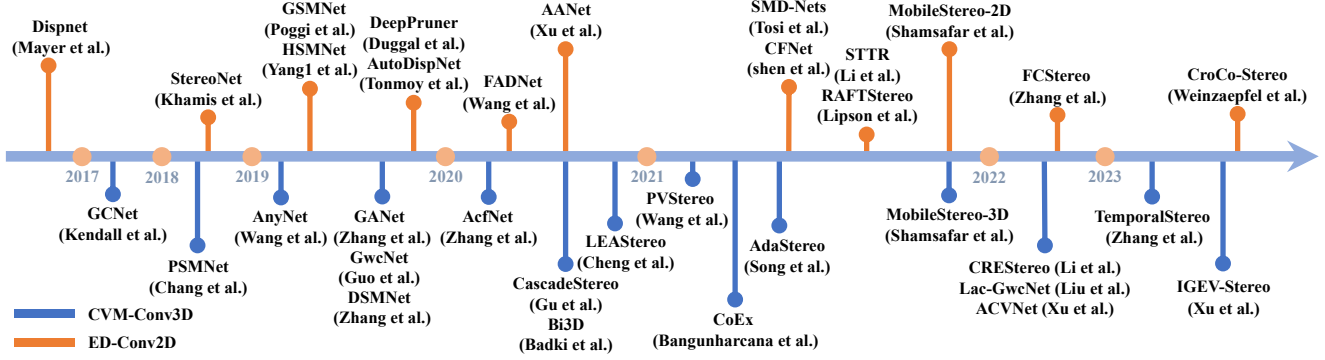 Dispnet
(Mayer et al.)
StereoNet
(Khamis et al.)
GSMNet
(Poggi et al.)
HSMNet
(Yang1 et al.)
DeepPruner
(Duggal et al.)
AutoDispNet
(Tonmoy et al.)
FADNet
(Wang et al.)
AANet
(Xu et al.)
SMD-Nets
(Tosi et al.)
CFNet
(shen et al.)
STTR
(Li et al.)
RAFTStereo
(Lipson et al.)
MobileStereo-2D
(Shamsafar et al.)
FCStereo
(Zhang et al.)
CroCo-Stereo
(Weinzaepfel et al.)
2017
2018
2019
2020
2021
2022
2023
GCNet
(Kendall et al.)
PSMNet
(Chang et al.)
AnyNet
(Wang et al.)
GANet
(Zhang et al.)
GwcNet
(Guo et al.)
DSMNet
(Zhang et al.)
AcfNet
(Zhang et al.)
CascadeStereo
(Gu et al.)
Bi3D
(Badki et al.)
LEAStereo
(Cheng et al.)
PVStereo
(Wang et al.)
CoEx
(Bangunharcana et al.)
AdaStereo
(Song et al.)
MobileStereo-3D
(Shamsafar et al.)
CREStereo (Li et al.)
Lac-GwcNet (Liu et al.)
ACVNet (Xu et al.)
TemporalStereo
(Zhang et al.)
IGEV-Stereo
(Xu et al.)
CVM-Conv3D
ED-Conv2D